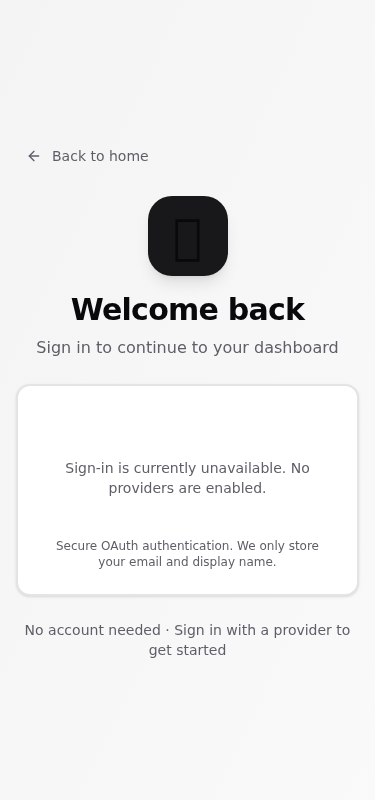 Back to home
Welcome back
Sign in to continue to your dashboard
Sign-in is currently unavailable. No
providers are enabled.
Secure OAuth authentication. We only store
your email and display name.
No account needed · Sign in with a provider to
get started